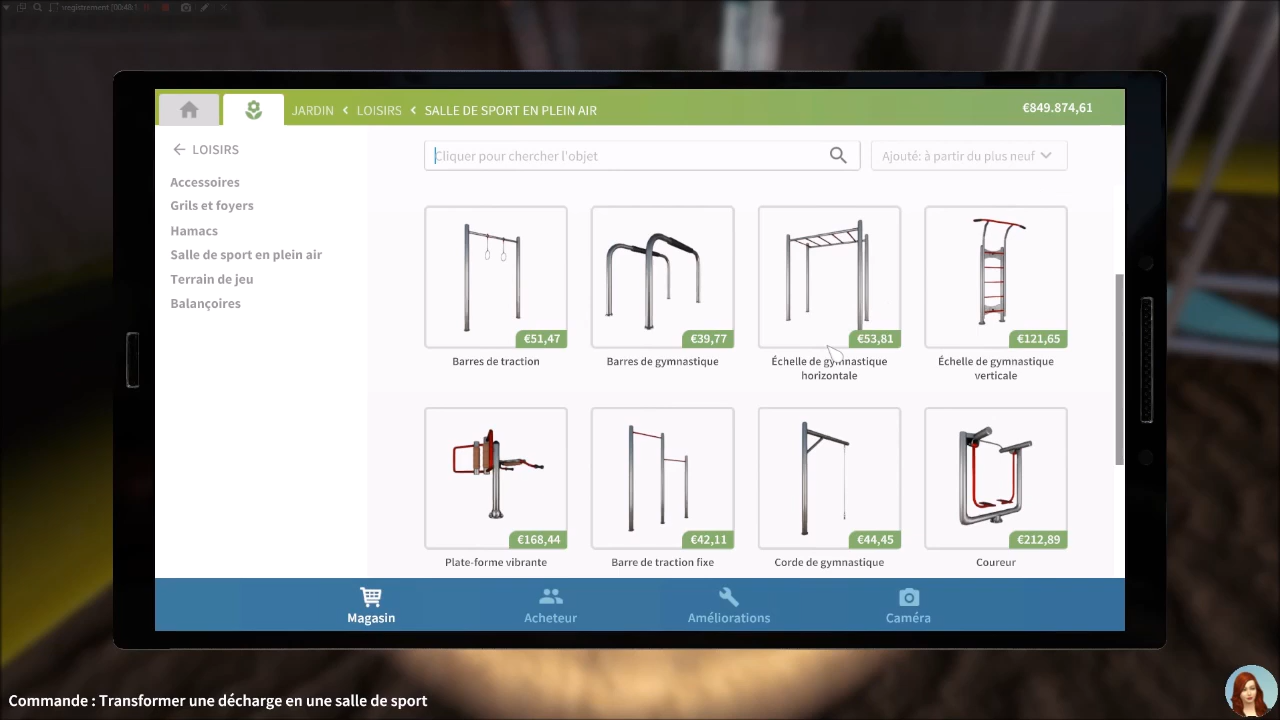 JARDIN < LOISIRS < SALLE DE SPORT EN PLEIN AIR
€849.874,61
LOISIRS
Accessoires
Grils et foyers
Hamacs
Salle de sport en plein air
Terrain de jeu
Balançoires
Cliquer pour chercher l'objet
Ajouté: à partir du plus neuf
€51,47
€39,77
€53,81
€121,65
Barres de traction
Barres de gymnastique
Échelle de gymnastique
horizontale
Échelle de gymnastique
verticale
€168,44
€42,11
€44,45
€212,89
Plate-forme vibrante
Barre de traction fixe
Corde de gymnastique
Coureur
Magasin
Acheteur
Améliorations
Caméra
Commande : Transformer une décharge en une salle de sport